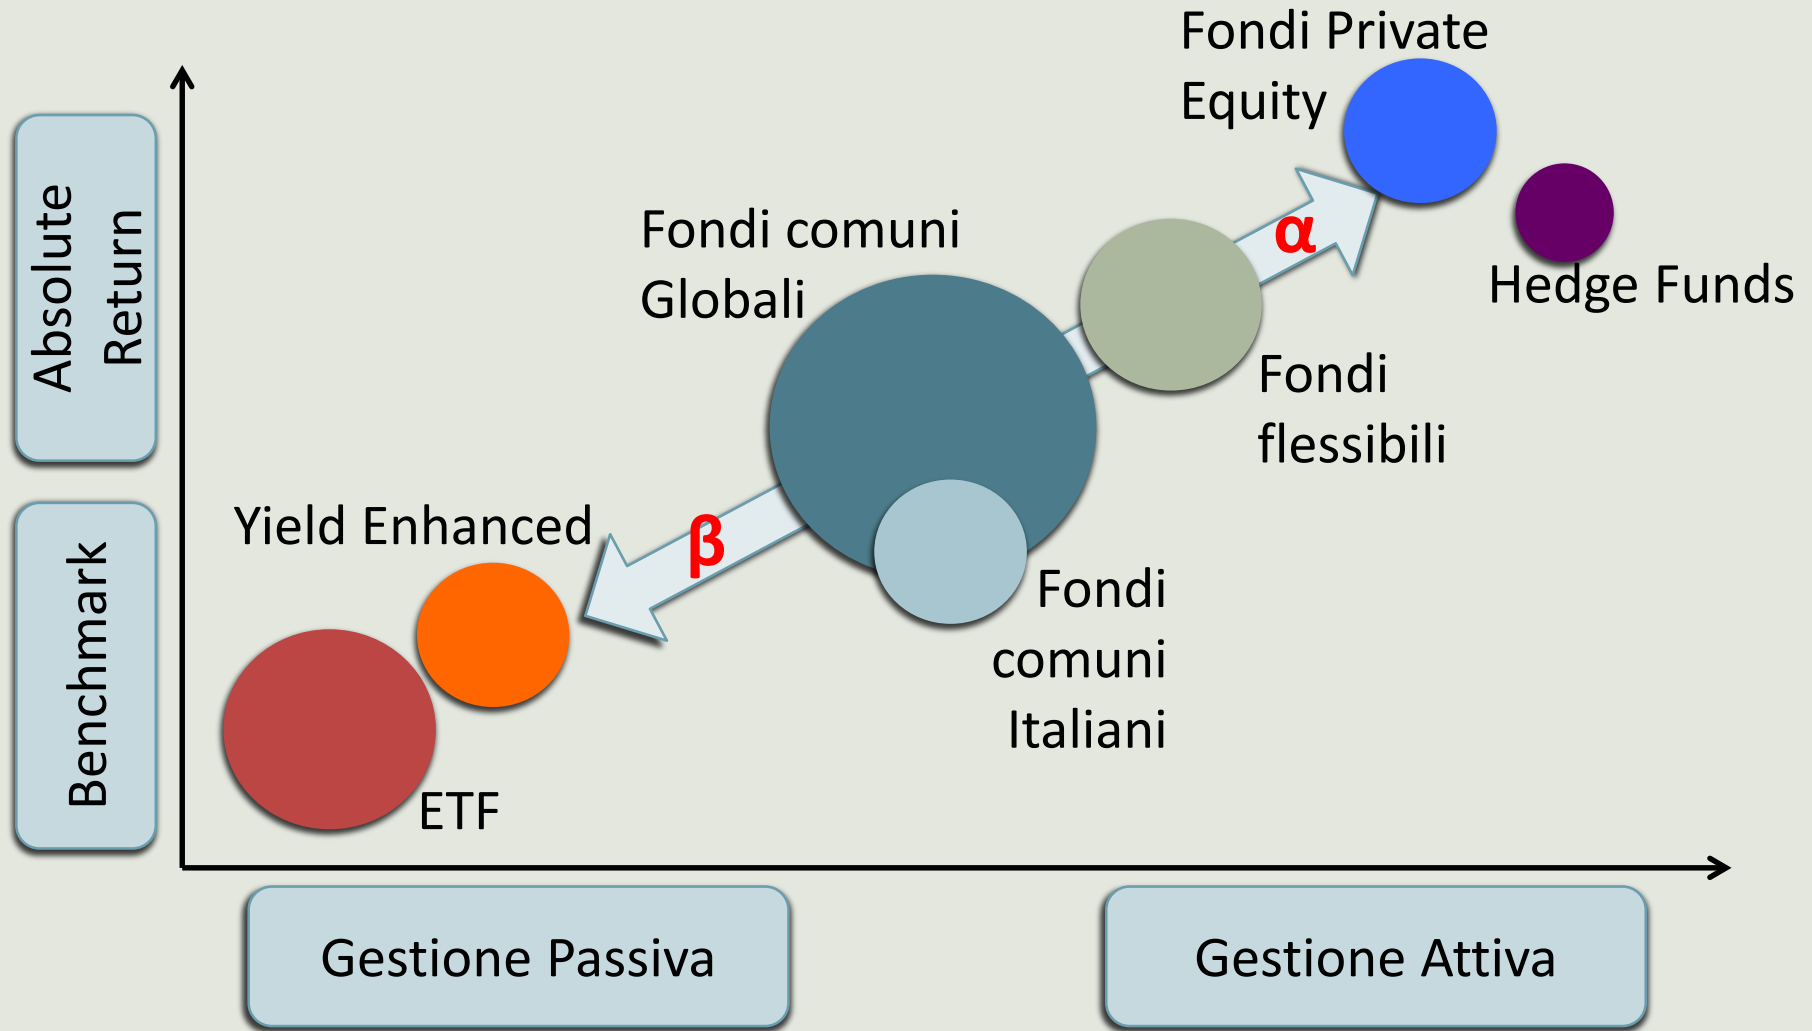 Fondi Private
Equity
Absolute
Return
Fondi comuni
Globali
α
Hedge Funds
Fondi
flessibili
Yield Enhanced
β
Benchmark
Fondi
comuni
Italiani
ETF
Gestione Passiva
Gestione Attiva